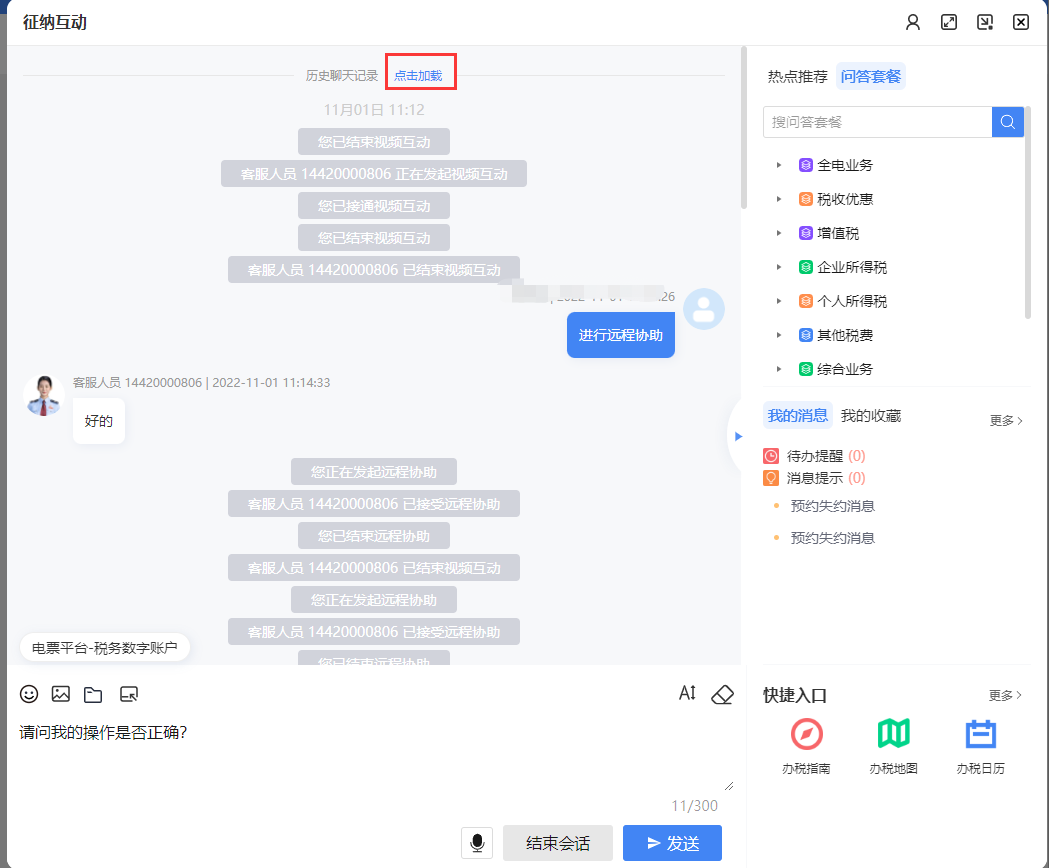 征纳互动
历史聊天记录 点击加载
11月01日 11:12
您已结束视频互动
客服人员 14420000806 正在发起视频互动
您已接通视频互动
您已结束视频互动
客服人员 14420000806 已结束视频互动
进行远程协助
客服人员 14420000806 | 2022-11-01 11:14:33
好的
您正在发起远程协助
客服人员 14420000806 已接受远程协助
您已结束远程协助
客服人员 14420000806 已结束视频互动
您正在发起远程协助
客服人员 14420000806 已接受远程协助
您已结束远程协助
电票平台-税务数字账户
请问我的操作是否正确?
11/300
结束会话
发送
热点推荐 问答套餐
搜问答套餐
全电业务
税收优惠
增值税
企业所得税
个人所得税
其他税费
综合业务
我的消息 我的收藏 更多
待办提醒 (0)
消息提示 (0)
预约失约消息
预约失约消息
快捷入口 更多
办税指南 办税地图 办税日历